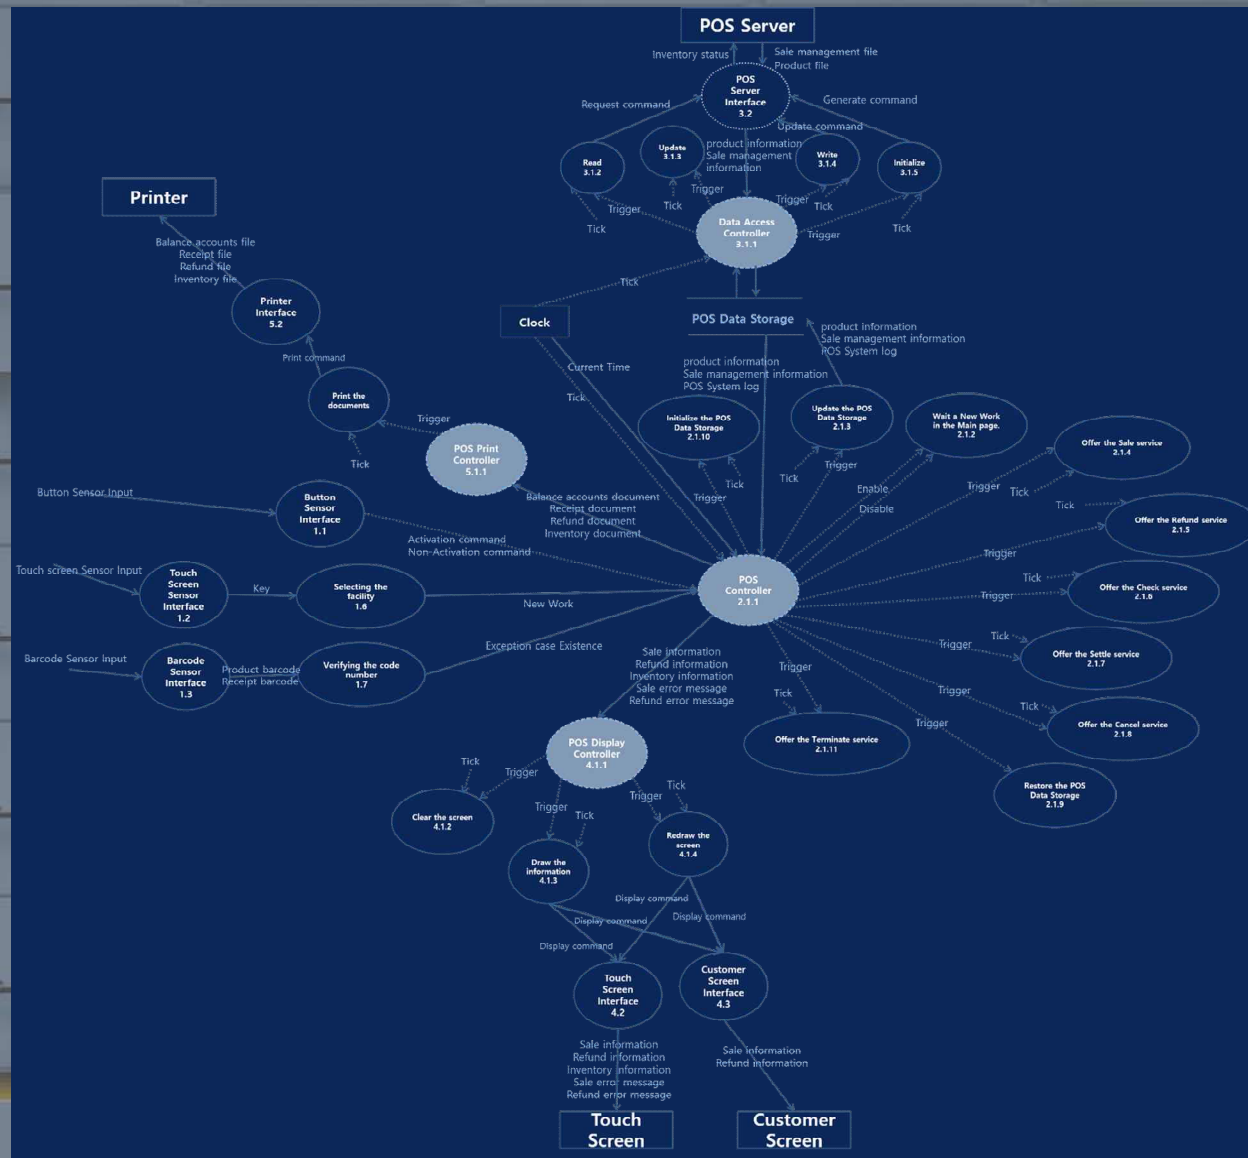 POS Server
Inventory status
Sale management file
Product file
POS
Server
Interface
3.2
Request command
Generate command
Update command
Read
3.1.2
Update
3.1.3
product information
Sale management
information
Write
3.1.4
Initialize
3.1.5
Trigger
Tick
Trigger
Tick
Trigger
Tick
Trigger
Tick
Data Access
Controller
3.1.1
Printer
Balance accounts file
Receipt file
Refund file
Inventory file
Printer
Interface
5.2
Print command
Print the
documents
Trigger
Tick
POS Print
Controller
5.1.1
Tick
Clock
Current Time
Tick
POS Data Storage
product information
Sale management information
POS System log
product information
Sale management information
POS System log
Initialize the POS
Data Storage
2.1.10
Update the POS
Data Storage
2.1.3
Wait a New Work
in the Main page.
2.1.2
Offer the Sale service
2.1.4
Trigger
Tick
Tick
Trigger
Enable
Disable
Trigger
Tick
Tick
Offer the Refund service
2.1.5
Trigger
Balance accounts document
Receipt document
Refund document
Inventory document
Button Sensor Input
Button
Sensor
Interface
1.1
Activation command
Non-Activation command
Touch screen Sensor Input
Touch
Screen
Sensor
Interface
1.2
Key
Selecting the
facility
1.6
New Work
POS
Controller
2.1.1
Tick
Trigger
Offer the Check service
2.1.6
Barcode Sensor Input
Barcode
Sensor
Interface
1.3
Product barcode
Receipt barcode
Verifying the code
number
1.7
Exception case Existence
Sale information
Refund information
Inventory information
Sale error message
Refund error message
Trigger
Tick
Offer the Terminate service
2.1.11
Trigger
Tick
Offer the Settle service
2.1.7
Trigger
Tick
Offer the Cancel service
2.1.8
Trigger
Restore the POS
Data Storage
2.1.9
POS Display
Controller
4.1.1
Tick
Trigger
Clear the screen
4.1.2
Trigger
Tick
Draw the
information
4.1.3
Trigger
Tick
Redraw the
screen
4.1.4
Display command
Display command
Display command
Display command
Touch
Screen
Interface
4.2
Customer
Screen
Interface
4.3
Sale information
Refund information
Inventory information
Sale error message
Refund error message
Sale information
Refund information
Touch
Screen
Customer
Screen